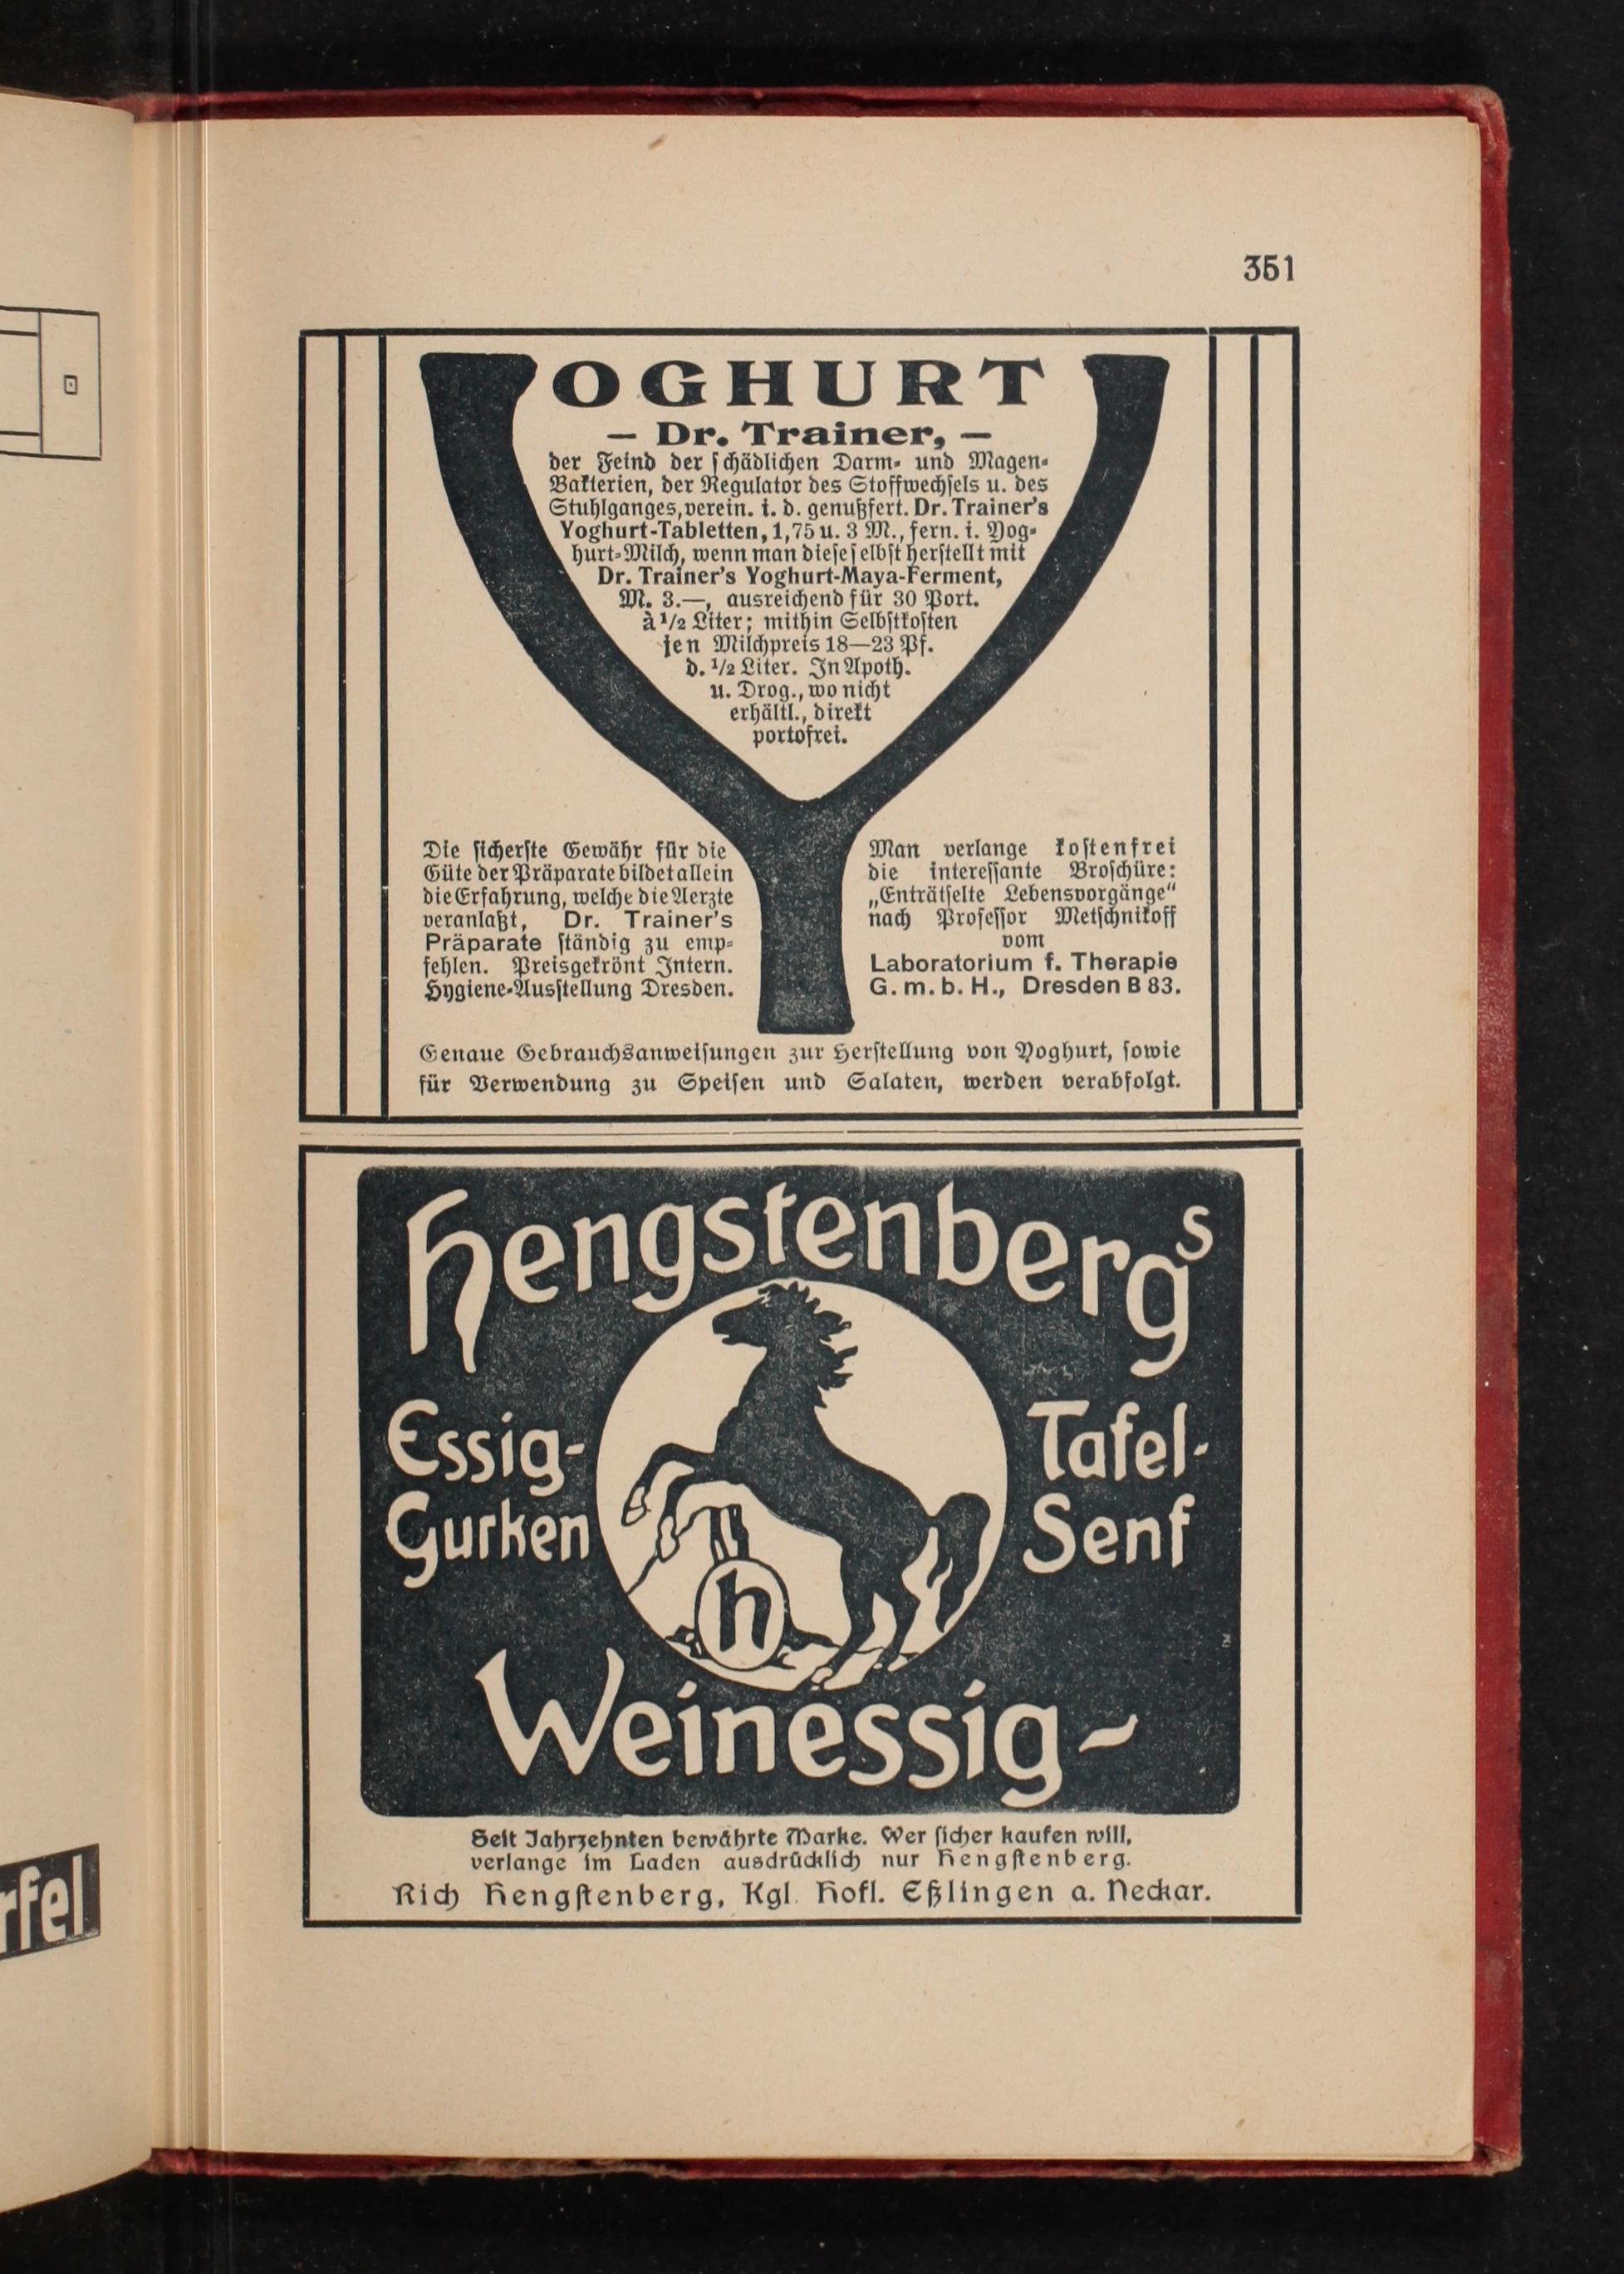 351
YOGHURT
— Dr. Trainer, —
der Feind der schädlichen Darm- und Magen-
Bakterien, der Regulator des Stoffwechsels u. des
Stuhlganges, verein. i. d. genußfert. Dr. Trainer's
Yoghurt-Tabletten, 1,75 u. 3 M., fern. i. Yog-
hurt-Milch, wenn man diese selbst herstellt mit
Dr. Trainer's Yoghurt-Maya-Ferment,
M. 3.—, ausreichend für 30 Port.
à 1/2 Liter; mithin Selbstkosten
jen Milchpreis 18—23 Pf.
d. 1/2 Liter. In Apoth.
u. Drog., wo nicht
erhältl., direkt
portofrei.
Die sicherste Gewähr für die
Güte der Präparate bildet allein
die Erfahrung, welche die Aerzte
veranlaßt, Dr. Trainer's
Präparate ständig zu emp-
fehlen. Preisgekrönt Intern.
Hygiene-Ausstellung Dresden.
Man verlange kostenfrei
die interessante Broschüre:
„Enträtselte Lebensvorgänge“
nach Professor Metschnikoff
vom
Laboratorium f. Therapie
G. m. b. H., Dresden B 83.
Genaue Gebrauchsanweisungen zur Herstellung von Yoghurt, sowie
für Verwendung zu Speisen und Salaten, werden verabfolgt.
Hengstenbergs
Essig-
Gurken
Tafel-
Senf
h
Weinessig-
Seit Jahrzehnten bewährte Marke. Wer sicher kaufen will,
verlange im Laden ausdrücklich nur Hengstenberg.
Rich Hengstenberg, Kgl. Hofl. Eßlingen a. Neckar.
rfel